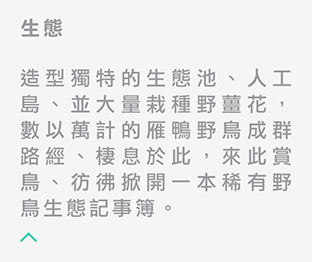 生態
造型獨特的生態池、人工
島、並大量栽種野薑花，
數以萬計的雁鴨野鳥成群
路經、棲息於此，來此賞
鳥、彷彿掀開一本稀有野
鳥生態記事簿。